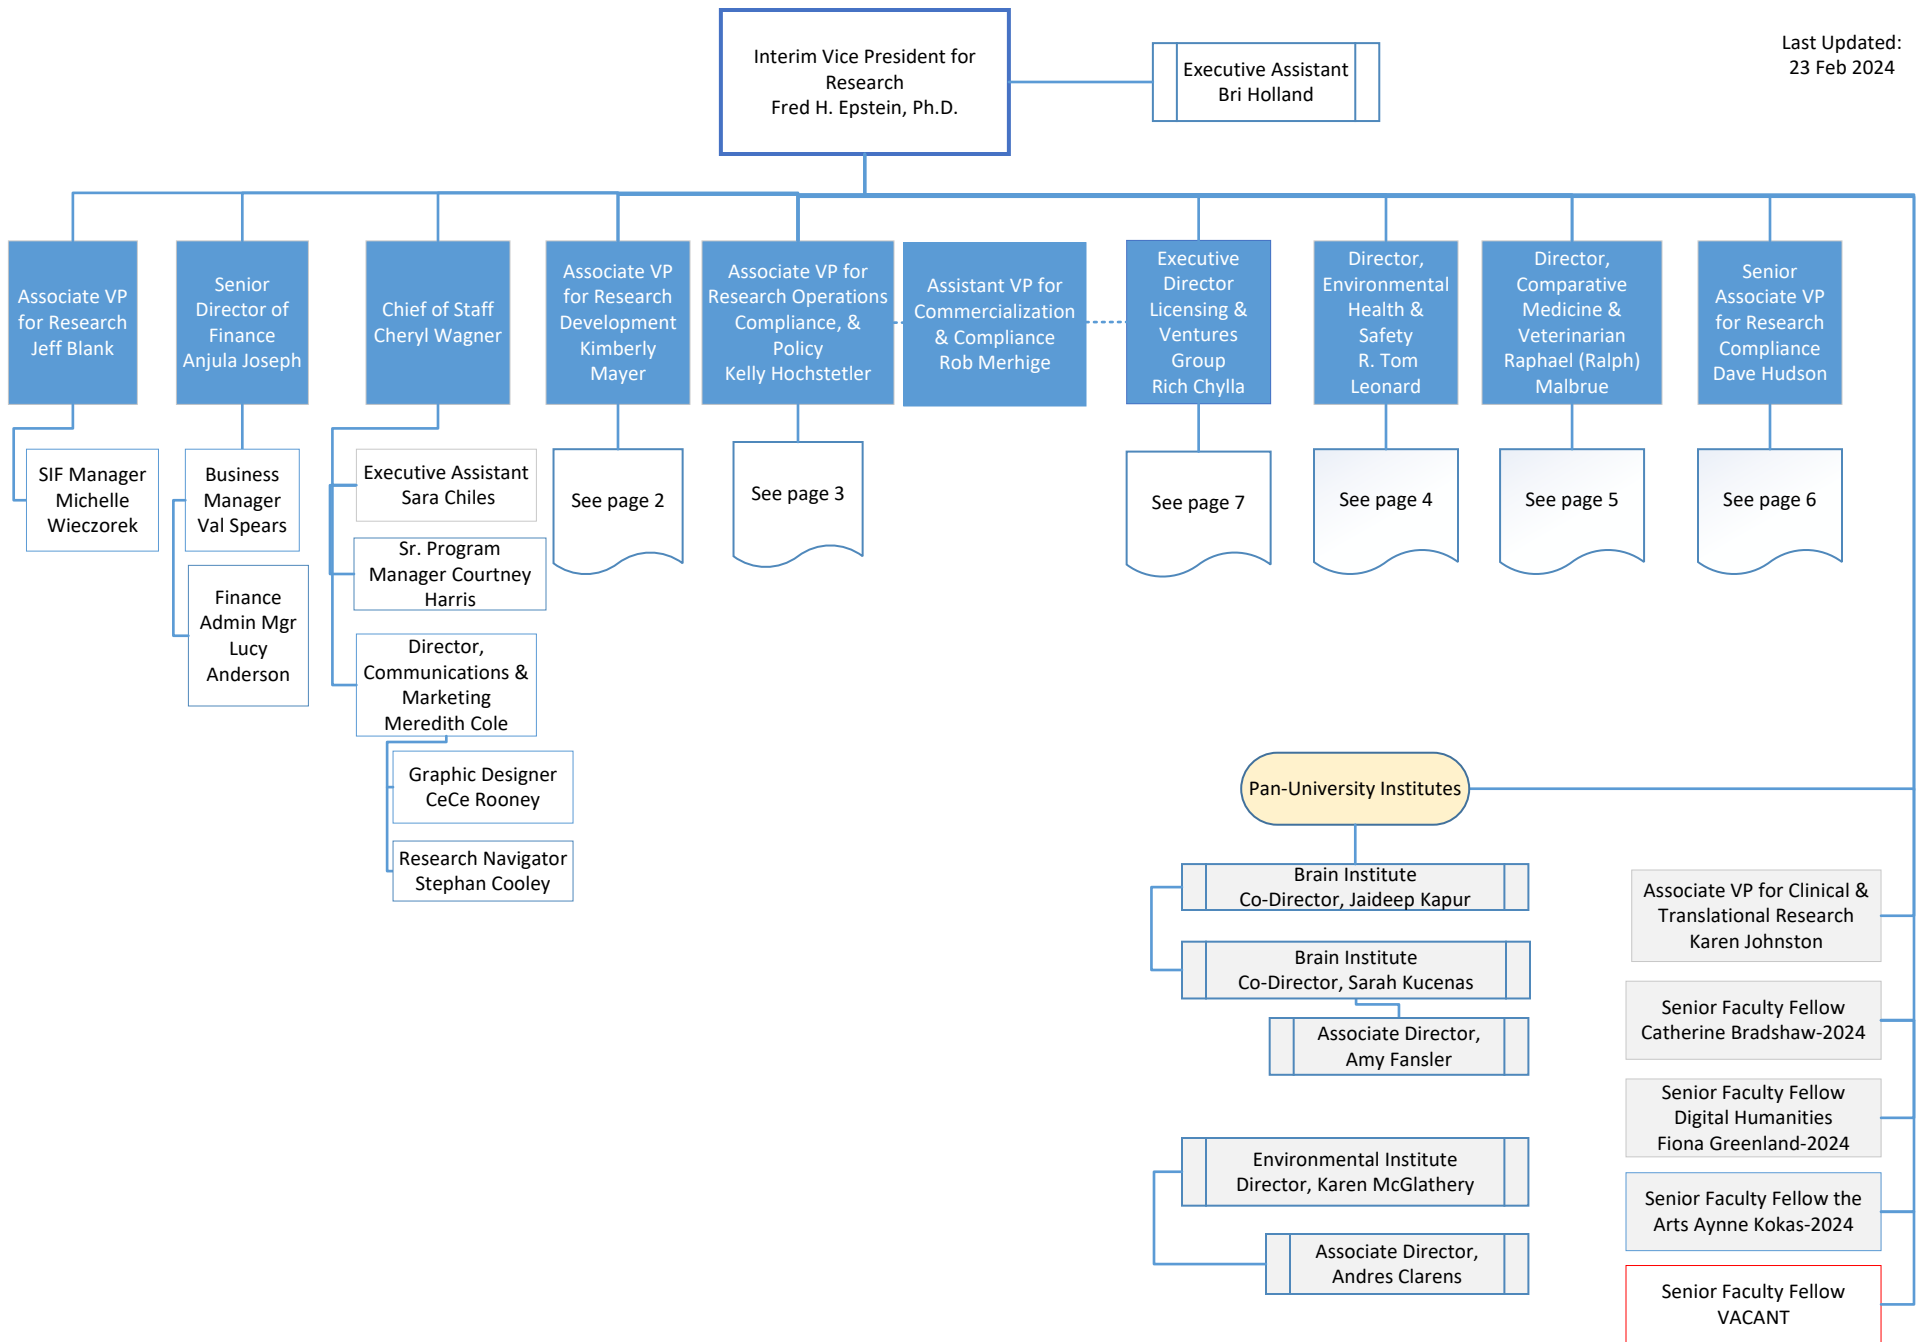 Interim Vice President for
Research
Fred H. Epstein, Ph.D.
Executive Assistant
Bri Holland
Last Updated:
23 Feb 2024
Associate VP
for Research
Jeff Blank
Senior
Director of
Finance
Anjula Joseph
Chief of Staff
Cheryl Wagner
Associate VP
for Research
Development
Kimberly
Mayer
Associate VP for
Research Operations
Compliance, &
Policy
Kelly Hochstetler
Assistant VP for
Commercialization
& Compliance
Rob Merhige
Executive
Director
Licensing &
Ventures
Group
Rich Chylla
Director,
Environmental
Health &
Safety
R. Tom
Leonard
Director,
Comparative
Medicine &
Veterinarian
Raphael (Ralph)
Malbrue
Senior
Associate VP
for Research
Compliance
Dave Hudson
SIF Manager
Michelle
Wieczorek
Business
Manager
Val Spears
Finance
Admin Mgr
Lucy
Anderson
Executive Assistant
Sara Chiles
Sr. Program
Manager Courtney
Harris
Director,
Communications &
Marketing
Meredith Cole
Graphic Designer
CeCe Rooney
Research Navigator
Stephan Cooley
See page 2
See page 3
See page 7
See page 4
See page 5
See page 6
Pan-University Institutes
Brain Institute
Co-Director, Jaideep Kapur
Brain Institute
Co-Director, Sarah Kucenas
Associate Director,
Amy Fansler
Environmental Institute
Director, Karen McGlathery
Associate Director,
Andres Clarens
Associate VP for Clinical &
Translational Research
Karen Johnston
Senior Faculty Fellow
Catherine Bradshaw-2024
Senior Faculty Fellow
Digital Humanities
Fiona Greenland-2024
Senior Faculty Fellow the
Arts Aynne Kokas-2024
Senior Faculty Fellow
VACANT